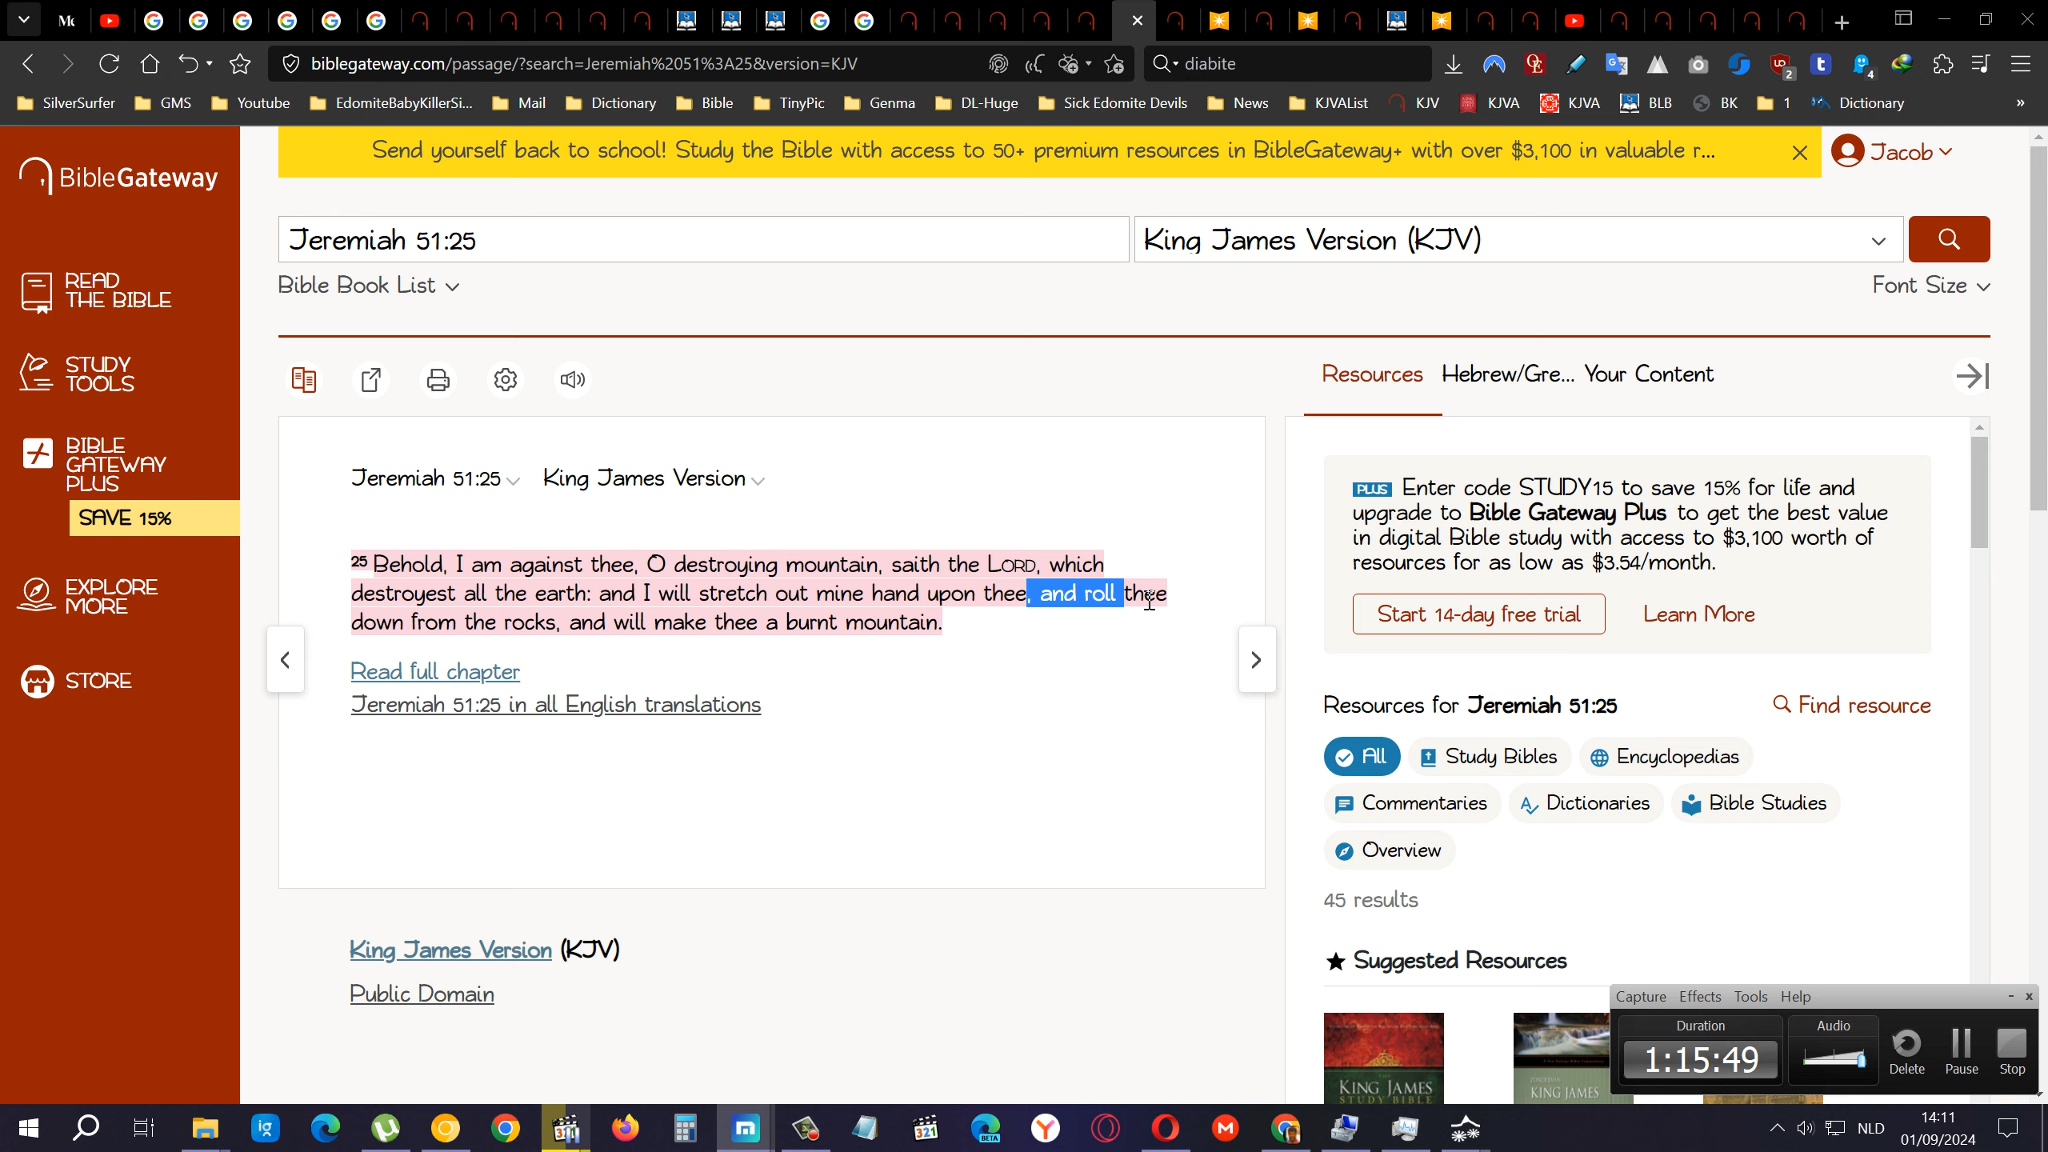 biblegateway.com/passage/?search=Jeremiah%2051%3A25&version=KJV
diabite
SilverSurfer
GMS
Youtube
EdomiteBabyKillerSi...
Mail
Dictionary
Bible
TinyPic
Genma
DL-Huge
Sick Edomite Devils
News
KJVAList
KJV
KJVA
KJVA
BLB
BK
1
Dictionary
»
BibleGateway
Send yourself back to school! Study the Bible with access to 50+ premium resources in BibleGateway+ with over $3,100 in valuable r...
Jacob
Jeremiah 51:25
King James Version (KJV)
Bible Book List
Font Size
READ
THE BIBLE
STUDY
TOOLS
BIBLE
GATEWAY
PLUS
SAVE 15%
EXPLORE
MORE
STORE
Resources
Hebrew/Gre...
Your Content
Jeremiah 51:25
King James Version
25 Behold, I am against thee, O destroying mountain, saith the LORD, which
destroyest all the earth: and I will stretch out mine hand upon thee, and roll thee
down from the rocks, and will make thee a burnt mountain.
Read full chapter
Jeremiah 51:25 in all English translations
King James Version (KJV)
Public Domain
PLUS Enter code STUDY15 to save 15% for life and
upgrade to Bible Gateway Plus to get the best value
in digital Bible study with access to $3,100 worth of
resources for as low as $3.54/month.
Start 14-day free trial
Learn More
Resources for Jeremiah 51:25
Find resource
All
Study Bibles
Encyclopedias
Commentaries
Dictionaries
Bible Studies
Overview
45 results
Suggested Resources
KING JAMES
STUDY BIBLE
KING JAMES
Capture Effects Tools Help
Duration
Audio
1:15:49
Delete
Pause
Stop
NLD
14:11
01/09/2024